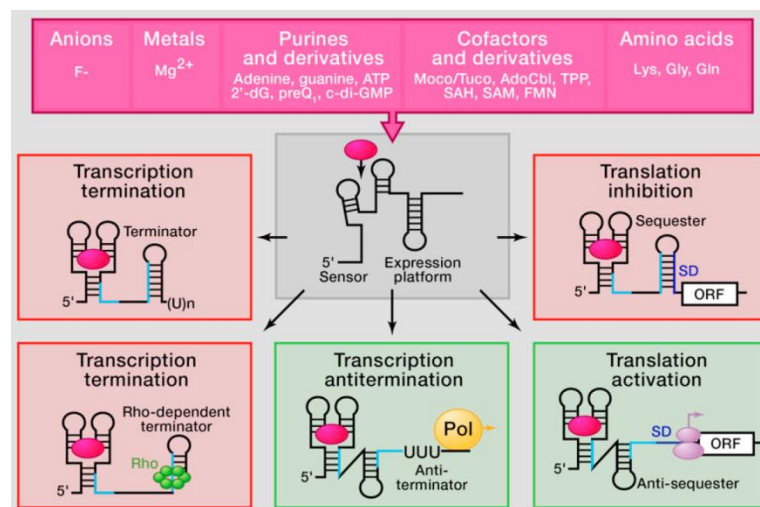 Anions
F-
Metals
Mg2+
Purines
and derivatives
Adenine, guanine, ATP
2'-dG, preQ1, c-di-GMP
Cofactors
and derivatives
Moco/Tuco, AdoCbl, TPP,
SAH, SAM, FMN
Amino acids
Lys, Gly, Gln
Transcription
termination
Terminator
5'
(U)n
5'
Sensor
Expression
platform
Translation
inhibition
Sequester
SD
5'
ORF
Transcription
termination
Rho-dependent
terminator
Rho
5'
Transcription
antitermination
Pol
UUU
5'
Anti-
terminator
Translation
activation
SD
ORF
5'
Anti-sequester